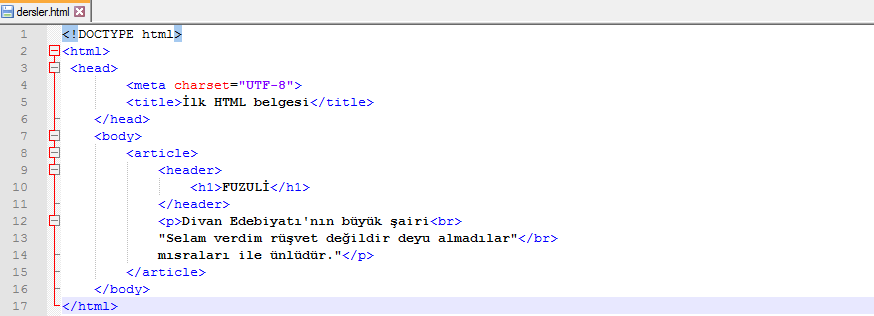 dersler.html
1 <!DOCTYPE html>
2 <html>
3 <head>
4 <meta charset="UTF-8">
5 <title>İlk HTML belgesi</title>
6 </head>
7 <body>
8 <article>
9 <header>
10 <h1>FUZULİ</h1>
11 </header>
12 <p>Divan Edebiyatı'nın büyük şairi<br>
13 "Selam verdim rüşvet değildir deyu almadılar"</br>
14 mısraları ile ünlüdür."</p>
15 </article>
16 </body>
17 </html>